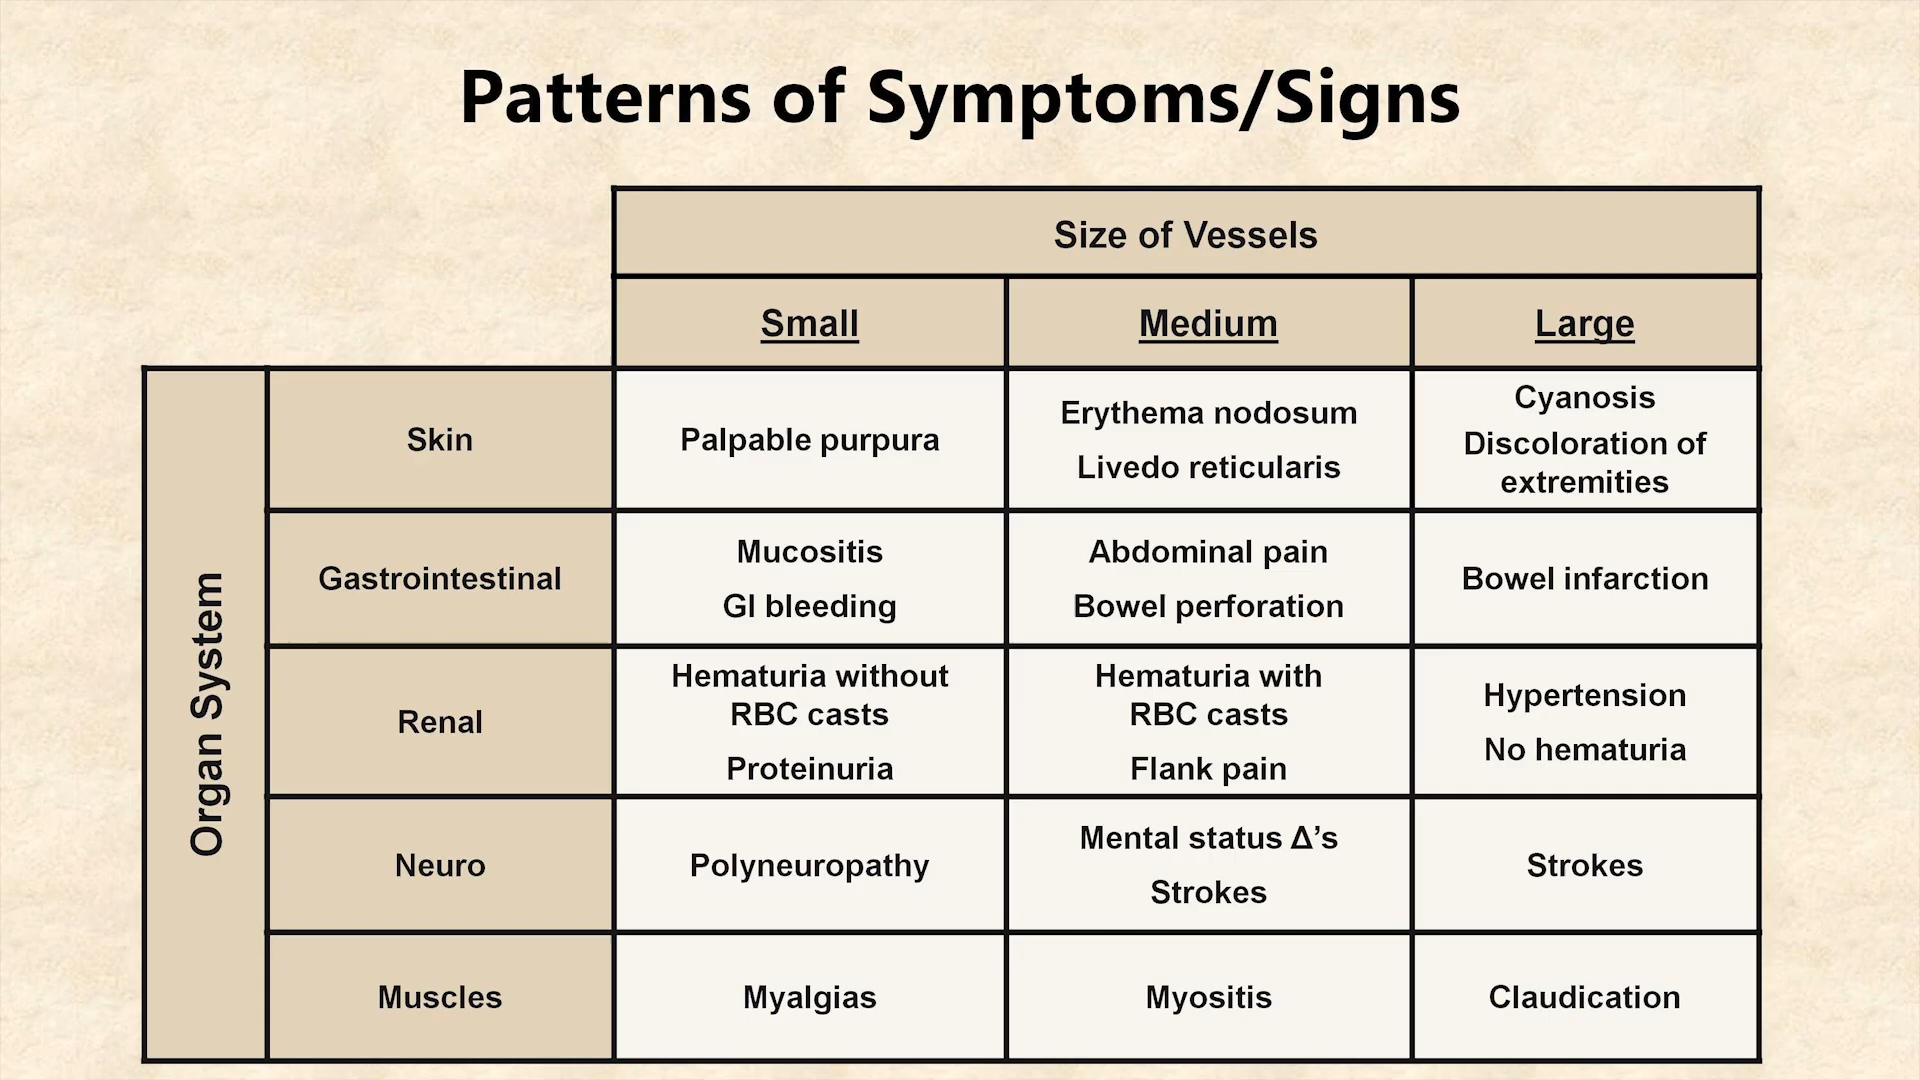 Patterns of Symptoms/Signs
Size of Vessels
Small
Medium
Large
Organ System
Skin
Palpable purpura
Erythema nodosum
Livedo reticularis
Cyanosis
Discoloration of
extremities
Gastrointestinal
Mucositis
GI bleeding
Abdominal pain
Bowel perforation
Bowel infarction
Renal
Hematuria without
RBC casts
Proteinuria
Hematuria with
RBC casts
Flank pain
Hypertension
No hematuria
Neuro
Polyneuropathy
Mental status Δ’s
Strokes
Strokes
Muscles
Myalgias
Myositis
Claudication